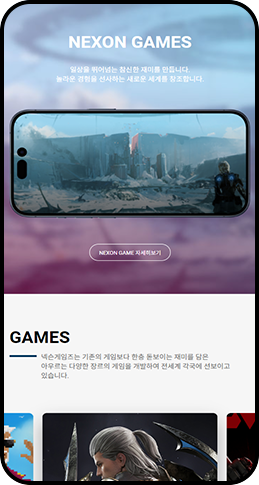 NEXON GAMES
일상을 뛰어넘는 참신한 재미를 만듭니다.
놀라운 경험을 선사하는 새로운 세계를 창조합니다.
NEXON GAME 자세히보기
GAMES
넥슨게임즈는 기존의 게임보다 한층 돋보이는 재미를 담은
아우르는 다양한 장르의 게임을 개발하여 전세계 각국에 선보이고
있습니다.